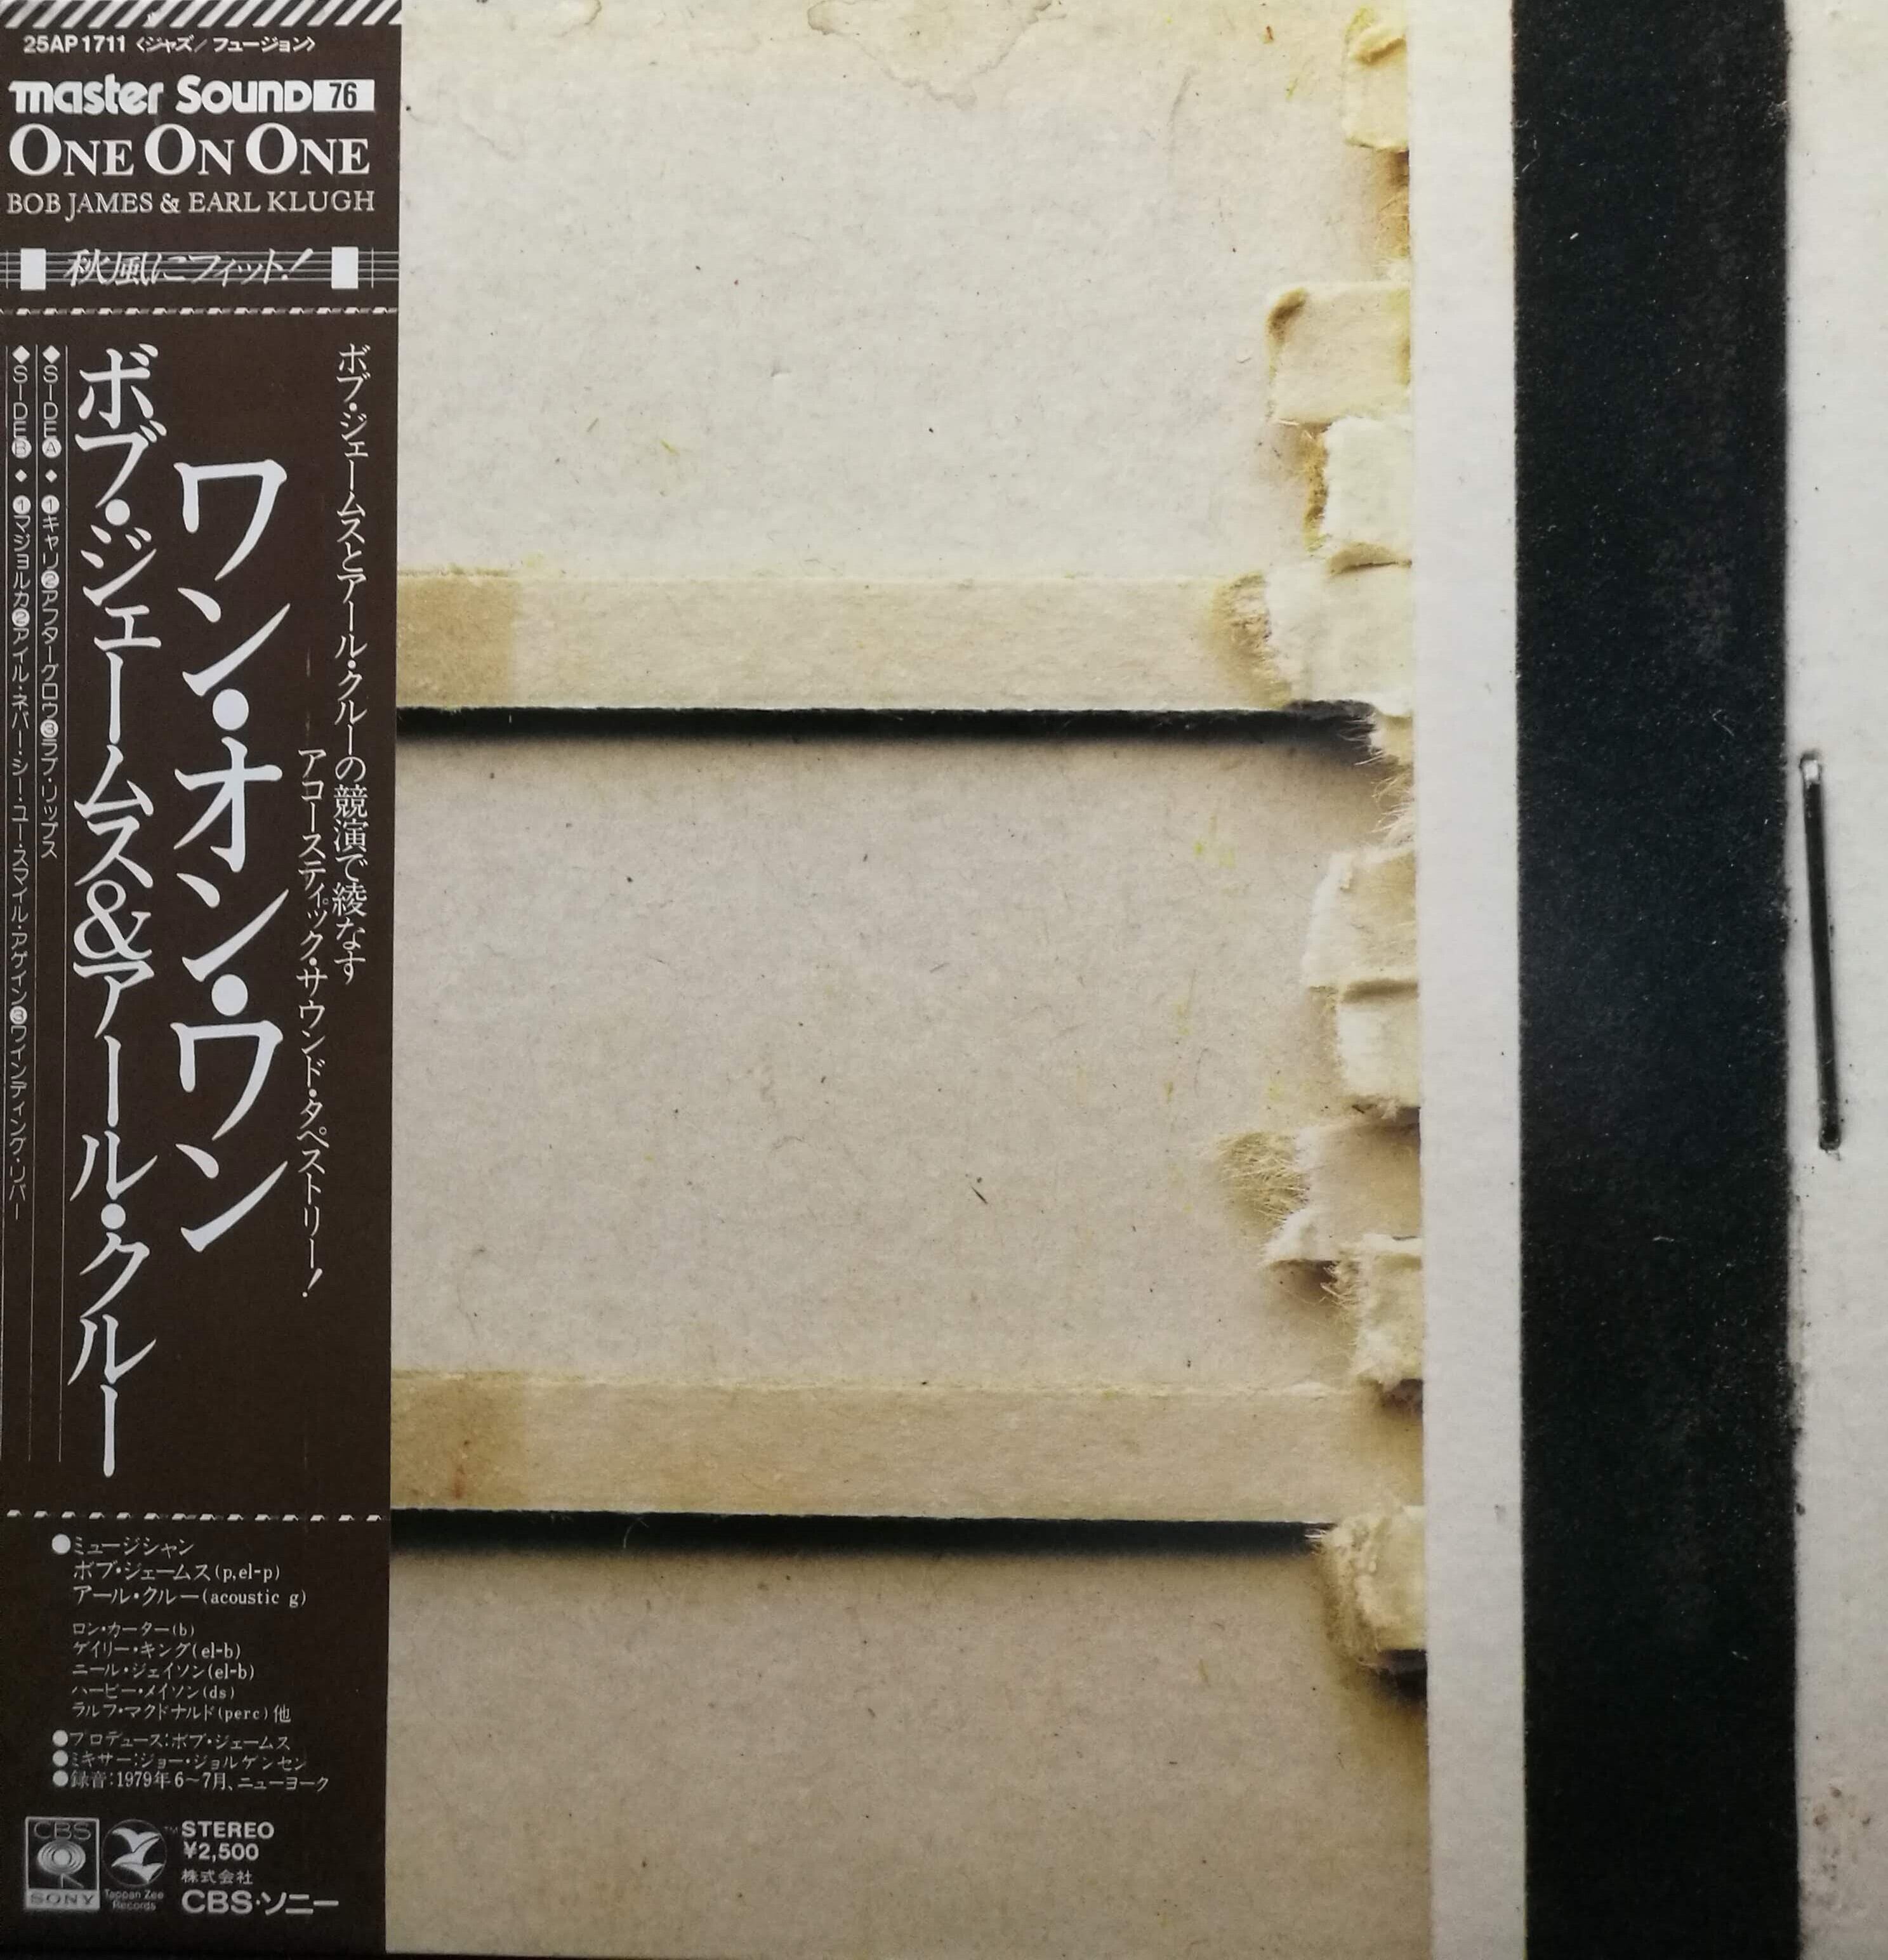 25AP1711〈ジャズ/フュージョン〉
master Sound 76
ONE ON ONE
BOB JAMES & EARL KLUGH
秋風にフィット!
ボブ・ジェームスとアール・クルーの競演で綾なす
アコースティック・サウンド・タペストリー!
ワン・オン・ワン
ボブ・ジェームス&アール・クルー
◆SIDE A ◆ ①キャリ②アフターグロウ③ラブ・リップス
◆SIDE B ◆ ①マジョルカ②アイル・ネバー・シー・ユー・スマイル・アゲイン③ワインディング・リバー
●ミュージシャン
ボブ・ジェームス(p,el-p)
アール・クルー(acoustic g)
ロン・カーター(b)
ゲイリー・キング(el-b)
ニール・ジェイソン(el-b)
ハービー・メイソン(ds)
ラルフ・マクドナルド(perc)他
●プロデュース:ボブ・ジェームス
●ミキサー:ジョー・ジョルゲンセン
●録音:1979年6〜7月、ニューヨーク
CBS
SONY
Tappan Zee
Records
TM
STEREO
¥2,500
株式会社
CBS・ソニー